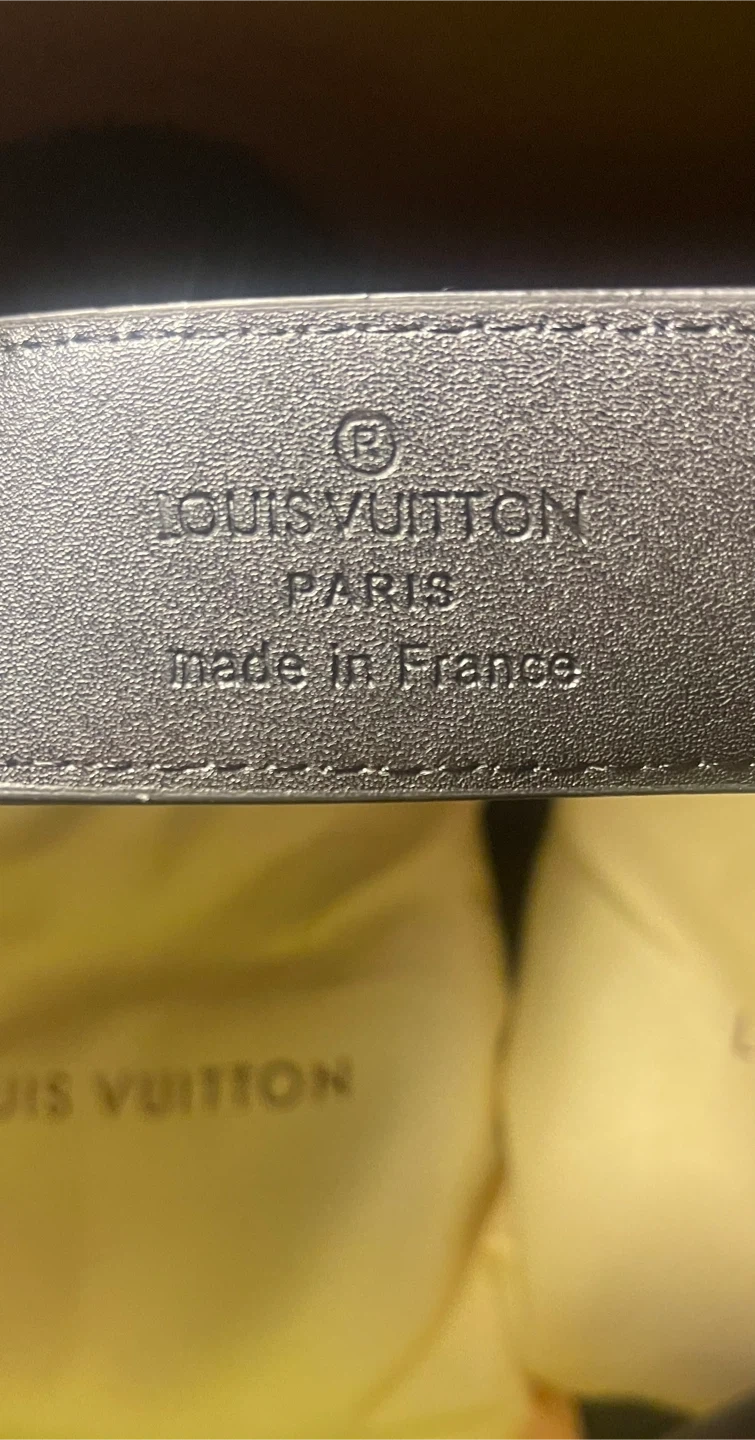 ®
LOUIS VUITTON
PARIS
made in France
UIS VUITTON
L